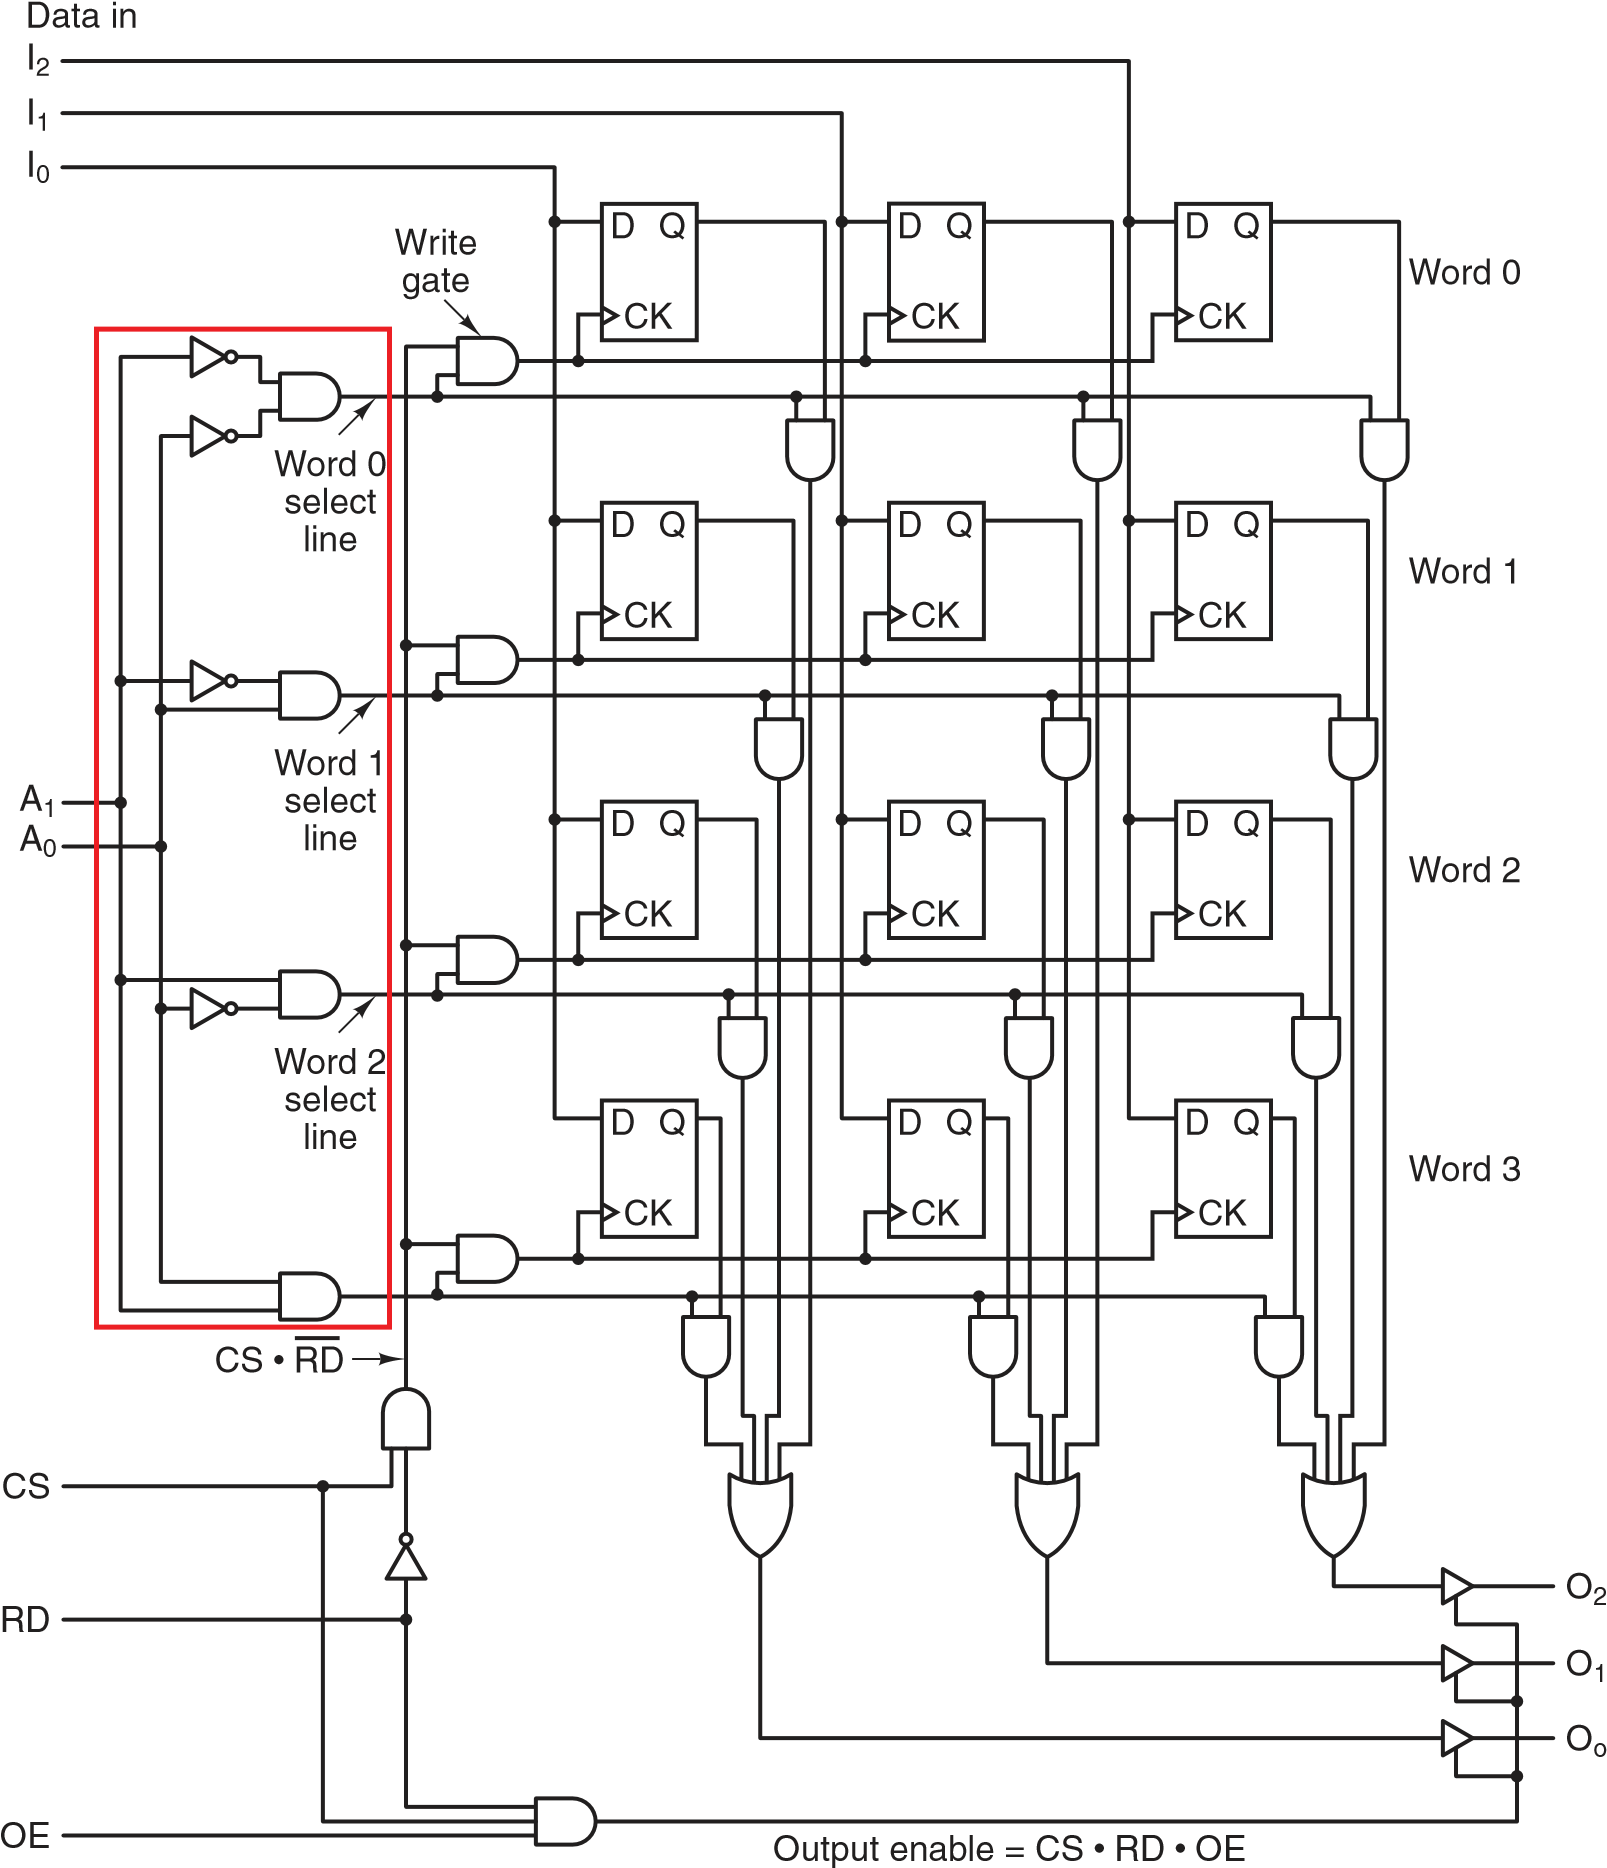 Data in
I2
I1
I0
D Q D Q D Q
Write
gate
Word 0
CK CK CK
Word 0
select
line
D Q D Q D Q
Word 1
CK CK CK
Word 1
select
line
A1
A0
D Q D Q D Q
Word 2
CK CK CK
Word 2
select
line
D Q D Q D Q
Word 3
CK CK CK
CS • R̅D̅
CS
RD
O2
O1
Oo
OE
Output enable = CS • RD • OE